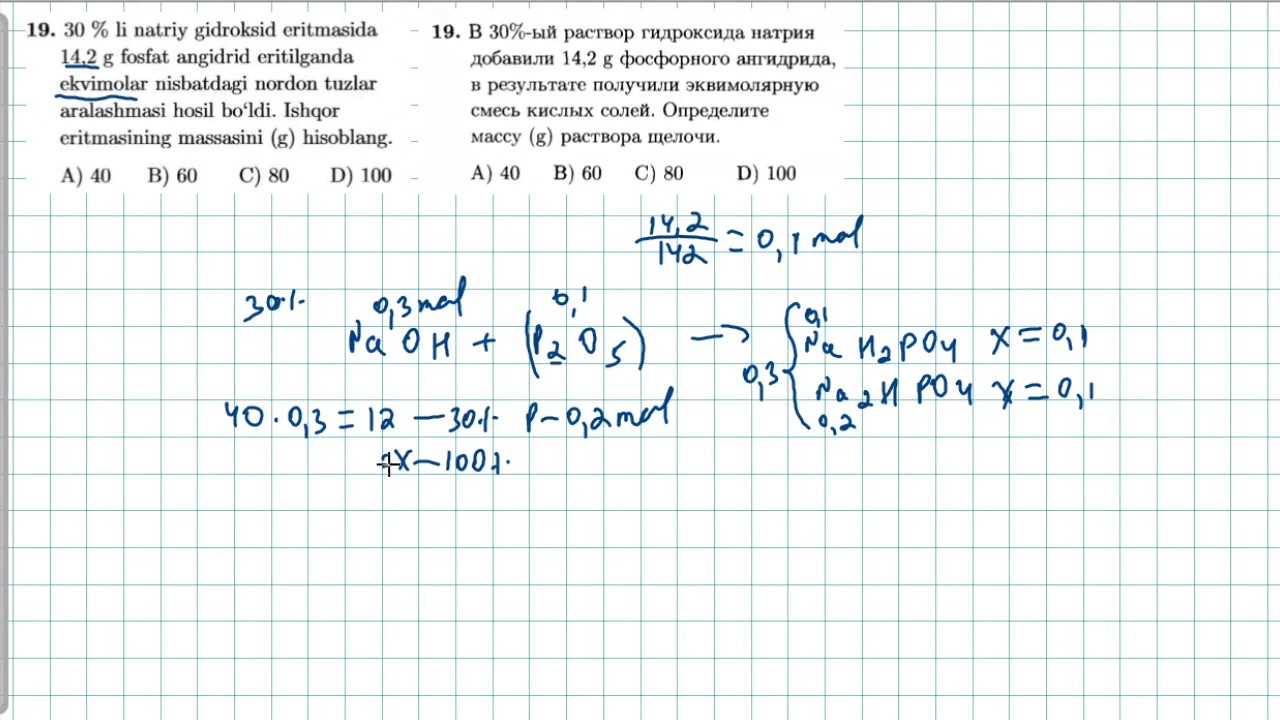 19. 30 % li natriy gidroksid eritmasida
14,2 g fosfat angidrid eritilganda
ekvimolar nisbatdagi nordon tuzlar
aralashmasi hosil bo‘ldi. Ishqor
eritmasining massasini (g) hisoblang.
A) 40 B) 60 C) 80 D) 100
19. В 30%-ый раствор гидроксида натрия
добавили 14,2 g фосфорного ангидрида,
в результате получили эквимолярную
смесь кислых солей. Определите
массу (g) раствора щелочи.
A) 40 B) 60 C) 80 D) 100
14,2
142
= 0,1 mol
30% 0,3 mol 0,1 0,1
NaOH + (P2O5) → NaH2PO4 x = 0,1
0,3 Na2HPO4 x = 0,1
0,2
40 · 0,3 = 12 — 30% P – 0,2 mol
x — 100%